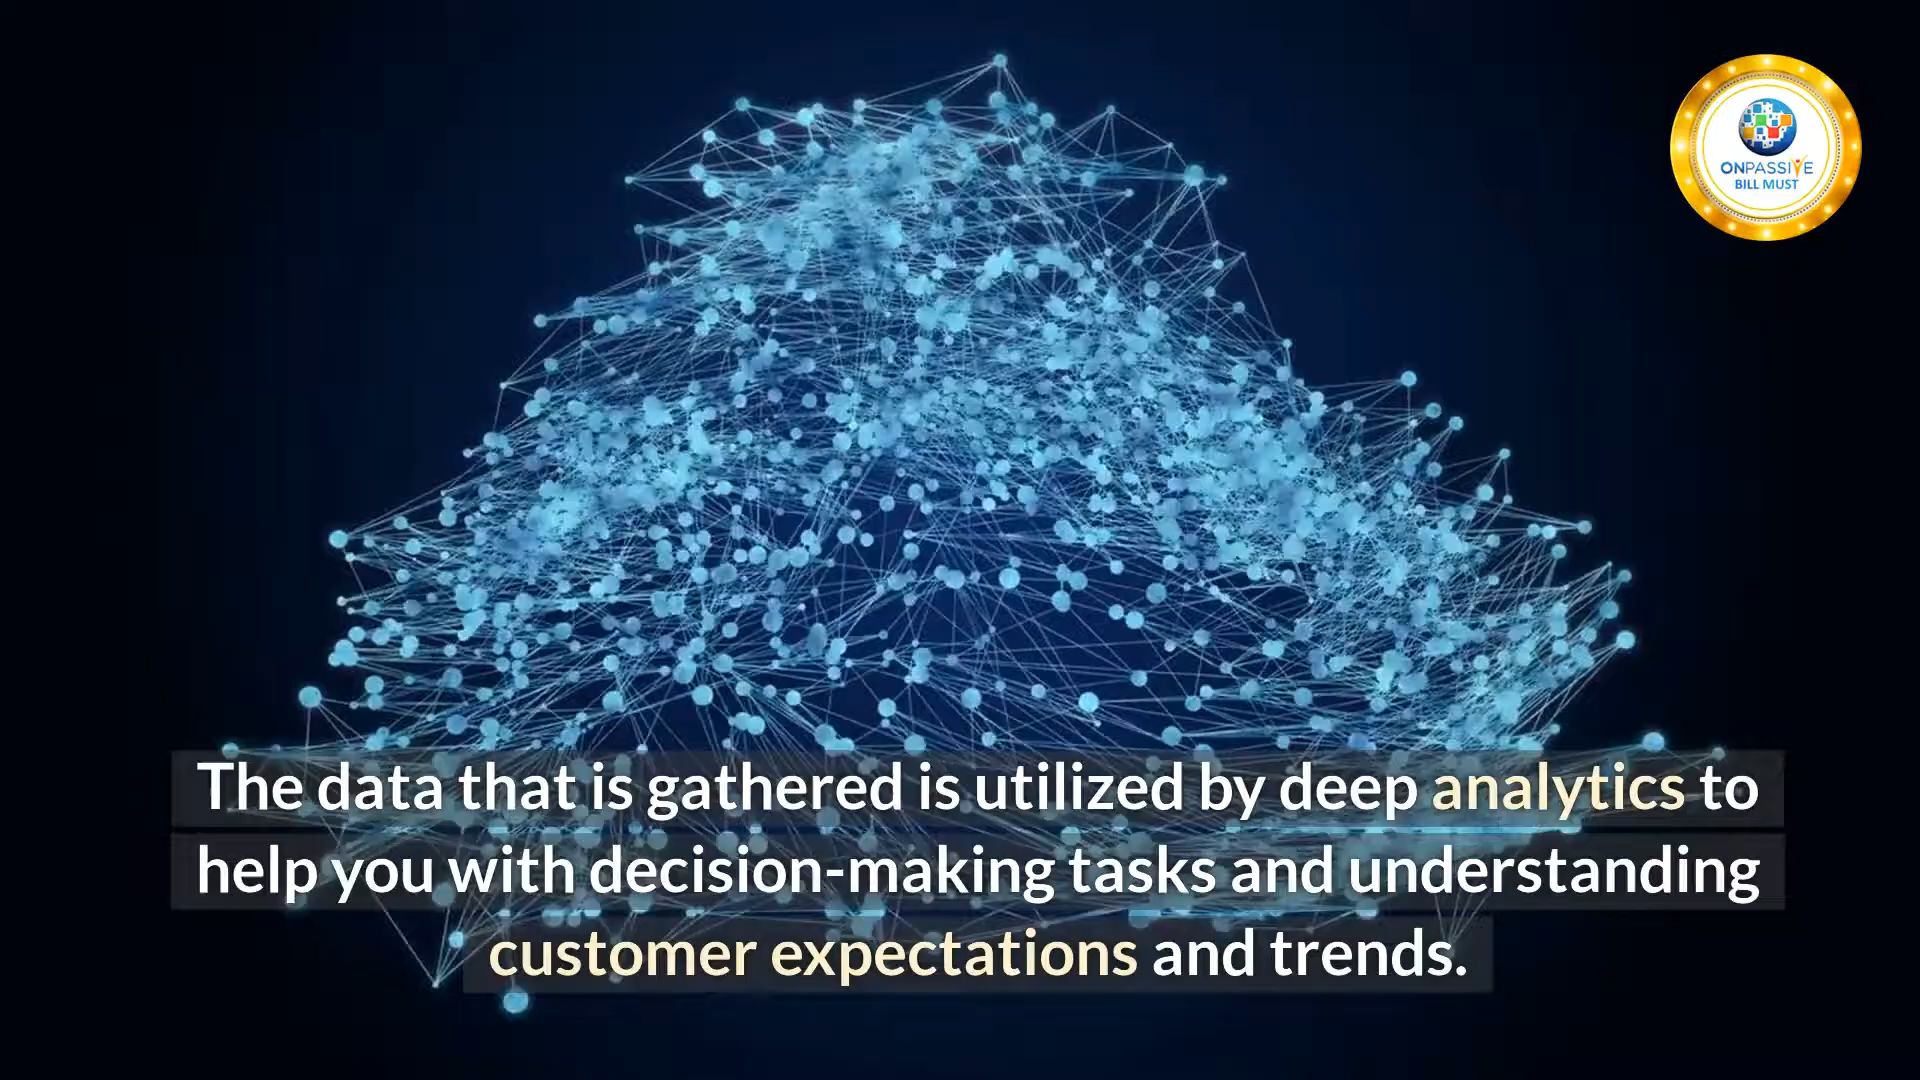 ONPASSIVE
BILL MUST
The data that is gathered is utilized by deep analytics to
help you with decision-making tasks and understanding
customer expectations and trends.